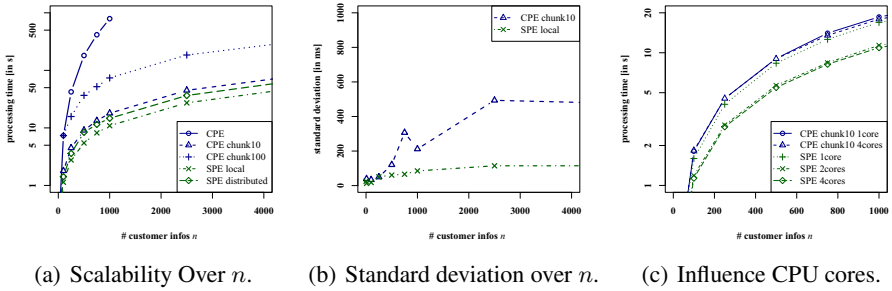 processing time [in s]
500
50
10
5
1
CPE
CPE chunk10
CPE chunk100
SPE local
SPE distributed
0 1000 2000 3000 4000
# customer infos n
(a) Scalability Over n.
standard deviation [in ms]
1000
800
600
400
200
0
CPE chunk10
SPE local
0 1000 2000 3000 4000
# customer infos n
(b) Standard deviation over n.
processing time [in s]
20
10
5
2
1
CPE chunk10 1core
CPE chunk10 4cores
SPE 1core
SPE 2cores
SPE 4cores
0 200 400 600 800 1000
# customer infos n
(c) Influence CPU cores.